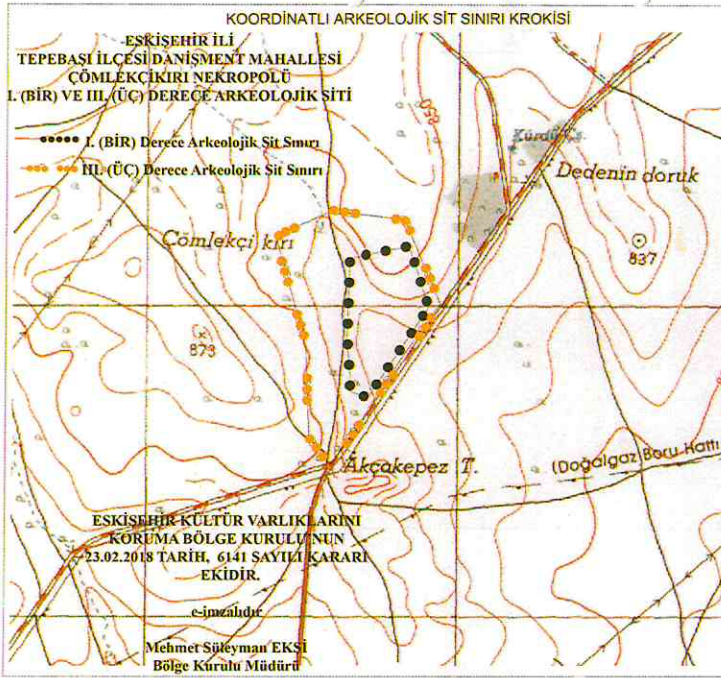 KOORDİNATLI ARKEOLOJİK SİT SINIRI KROKİSİ
ESKİŞEHİR İLİ
TEPEBAŞI İLÇESİ DANIŞMENT MAHALLESİ
ÇÖMLEKÇİKIRI NEKROPOLÜ
I. (BİR) VE III. (ÜÇ) DERECE ARKEOLOJİK SİTİ
I. (BİR) Derece Arkeolojik Sit Sınırı
III. (ÜÇ) Derece Arkeolojik Sit Sınırı
850
Dedenin doruk
Çömlekçi kırı
837
873
Akçakepez T.
(Doğalgaz Boru Hattı
ESKİŞEHİR KÜLTÜR VARLIKLARINI
KORUMA BÖLGE KURULU'NUN
23.02.2018 TARİH, 6141 SAYILI KARARI
EKİDİR.
e-imzalıdır
Mehmet Süleyman EKŞİ
Bölge Kurulu Müdürü